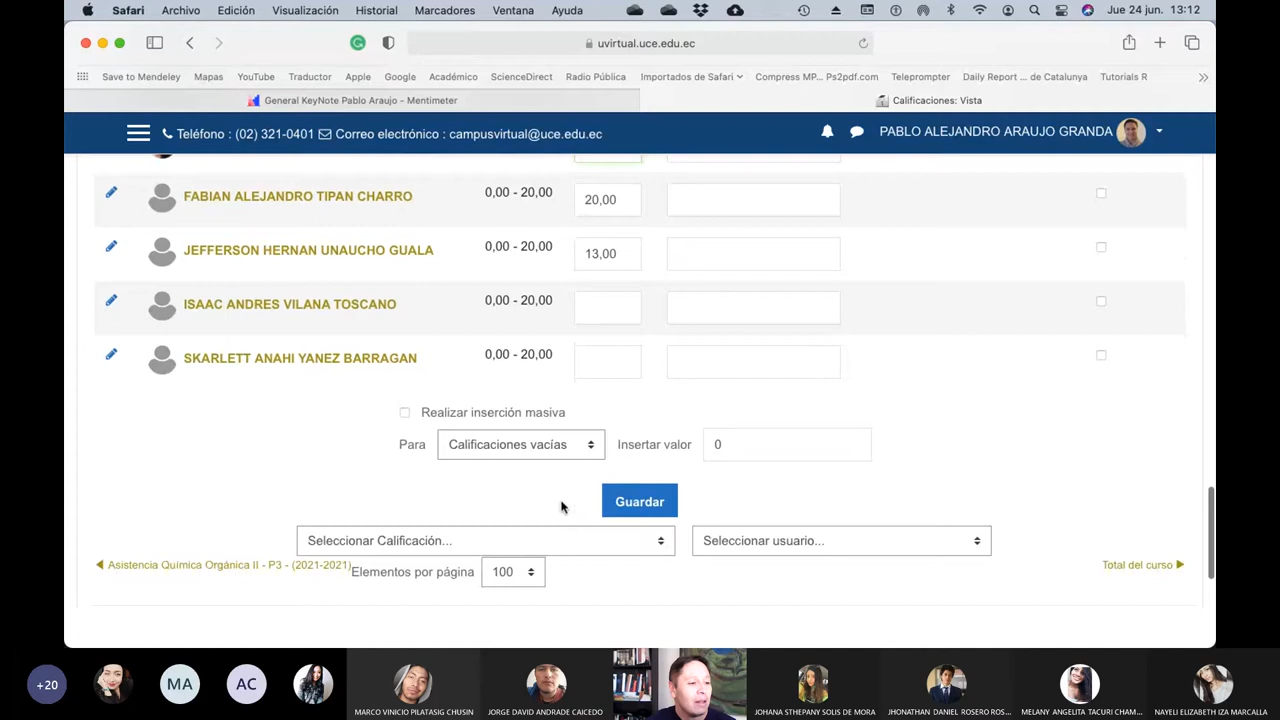 Safari Archivo Edición Visualización Historial Marcadores Ventana Ayuda Jue 24 jun. 13:12
uvirtual.uce.edu.ec
Save to Mendeley Mapas YouTube Traductor Apple Google Académico ScienceDirect Radio Pública Importados de Safari Compress MP... Ps2pdf.com Teleprompter Daily Report ... de Catalunya Tutorials R
General KeyNote Pablo Araujo - Mentimeter Calificaciones: Vista
Teléfono : (02) 321-0401 Correo electrónico : campusvirtual@uce.edu.ec PABLO ALEJANDRO ARAUJO GRANDA
FABIAN ALEJANDRO TIPAN CHARRO 0,00 - 20,00 20,00
JEFFERSON HERNAN UNAUCHO GUALA 0,00 - 20,00 13,00
ISAAC ANDRES VILANA TOSCANO 0,00 - 20,00
SKARLETT ANAHI YANEZ BARRAGAN 0,00 - 20,00
Realizar inserción masiva
Para Calificaciones vacías Insertar valor 0
Guardar
Seleccionar Calificación... Seleccionar usuario...
Asistencia Química Orgánica II - P3 - (2021-2021) Elementos por página 100 Total del curso
+20 MA AC
MARCO VINICIO PILATASIG CHUSIN JORGE DAVID ANDRADE CAICEDO JOHANA STHEPANY SOLIS DE MORA JHONATHAN DANIEL ROSERO ROS... MELANY ANGELITA TACURI CHAM... NAYELI ELIZABETH IZA MARCALLA